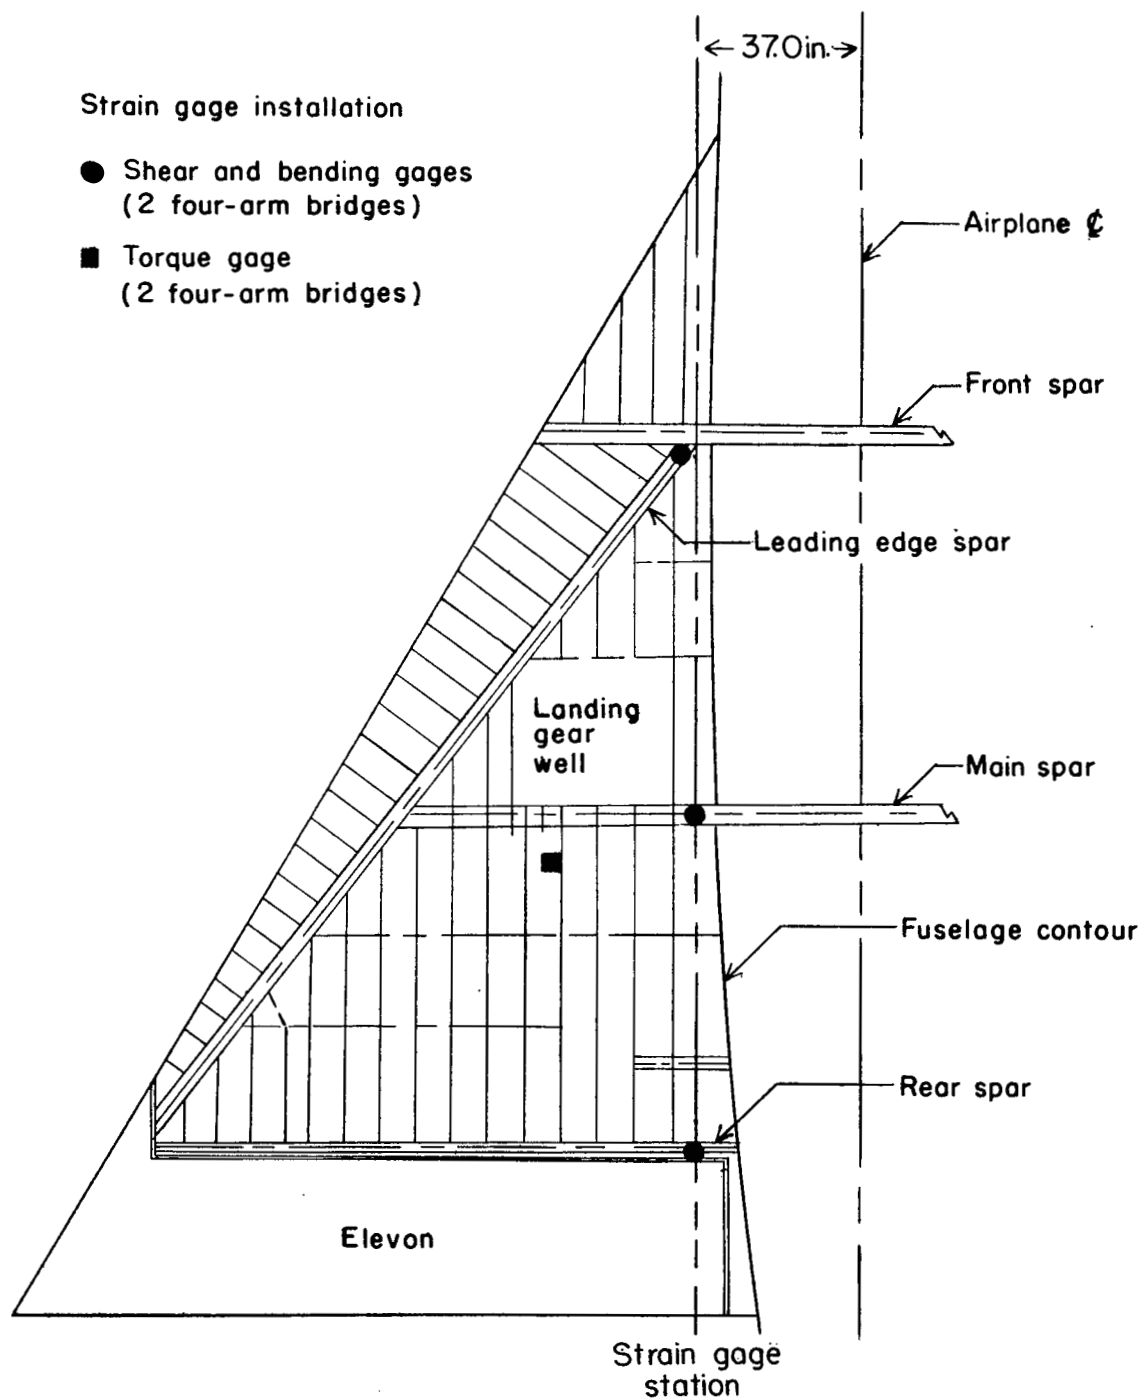 37.0in.
Strain gage installation
Shear and bending gages
(2 four-arm bridges)
Torque gage
(2 four-arm bridges)
Airplane ℄
Front spar
Leading edge spar
Landing
gear
well
Main spar
Fuselage contour
Rear spar
Elevon
Strain gage
station